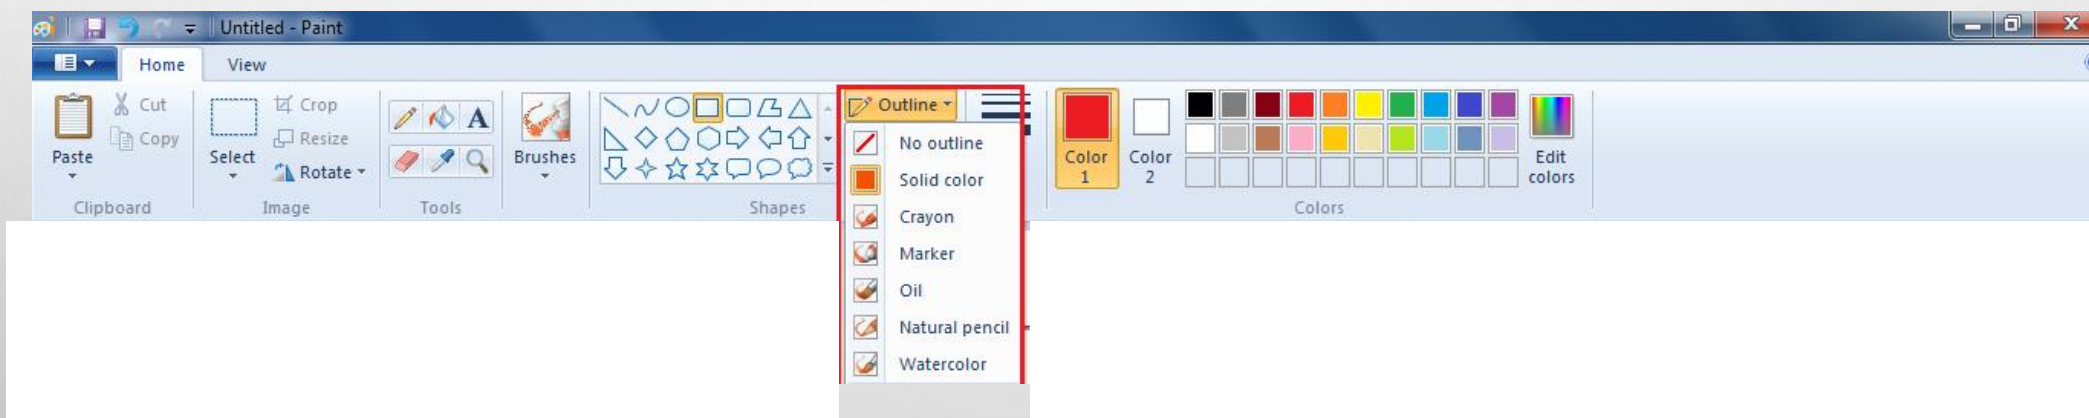 Untitled - Paint
Home View
Cut
Copy
Paste
Clipboard
Select
Crop
Resize
Rotate
Image
A
Tools
Brushes
Shapes
Outline
No outline
Solid color
Crayon
Marker
Oil
Natural pencil
Watercolor
Color
1
Color
2
Edit
colors
Colors